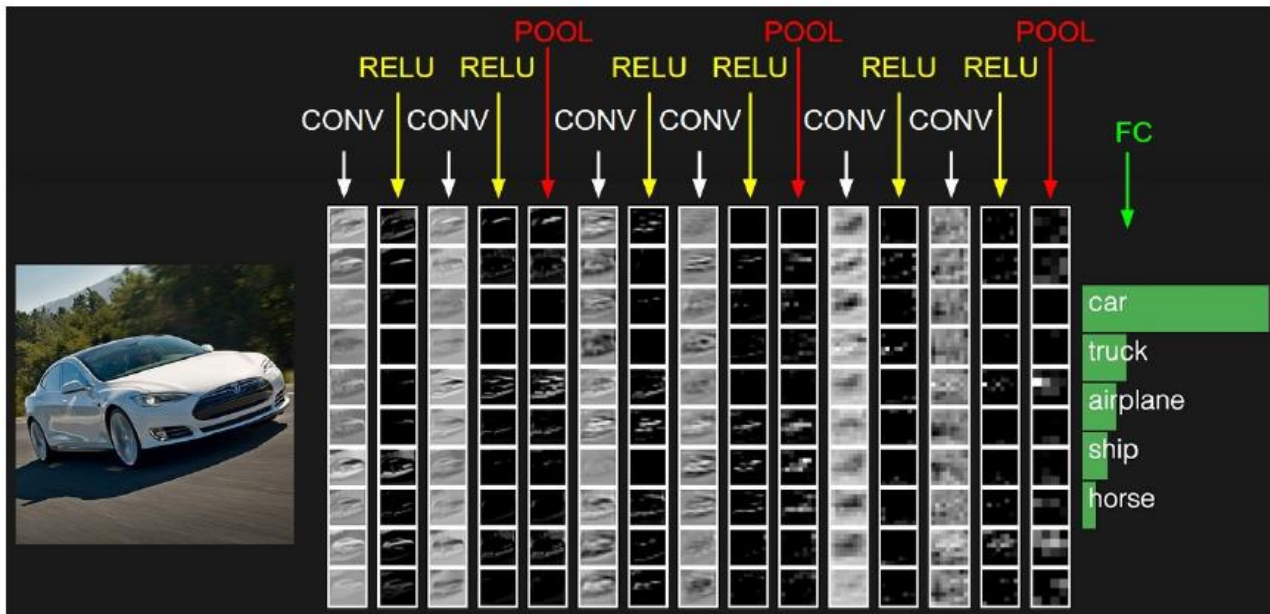 POOL POOL POOL
RELU RELU RELU RELU RELU RELU
CONV CONV CONV CONV CONV CONV
FC
car
truck
airplane
ship
horse